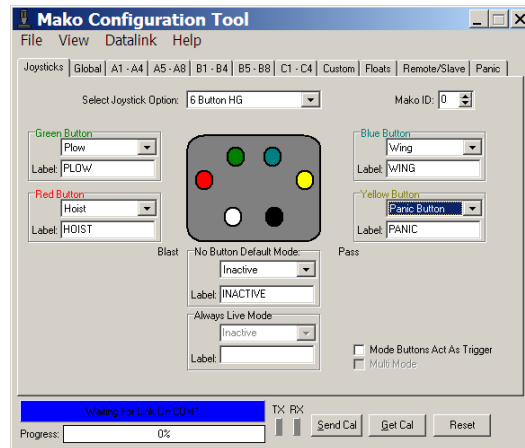 Mako Configuration Tool
File View Datalink Help
Joysticks Global A1 - A4 A5 - A8 B1 - B4 B5 - B8 C1 - C4 Custom Floats Remote/Slave Panic
Select Joystick Option: 6 Button HG Mako ID: 0
Green Button
Plow
Label: PLOW
Blue Button
Wing
Label: WING
Red Button
Hoist
Label: HOIST
Yellow Button
Panic Button
Label: PANIC
Blast
No Button Default Mode:
Pass
Inactive
Label: INACTIVE
Always Live Mode
Inactive
Label:
Mode Buttons Act As Trigger
Multi Mode
Waiting For Link On COM1
TX RX
Send Cal Get Cal Reset
Progress: 0%